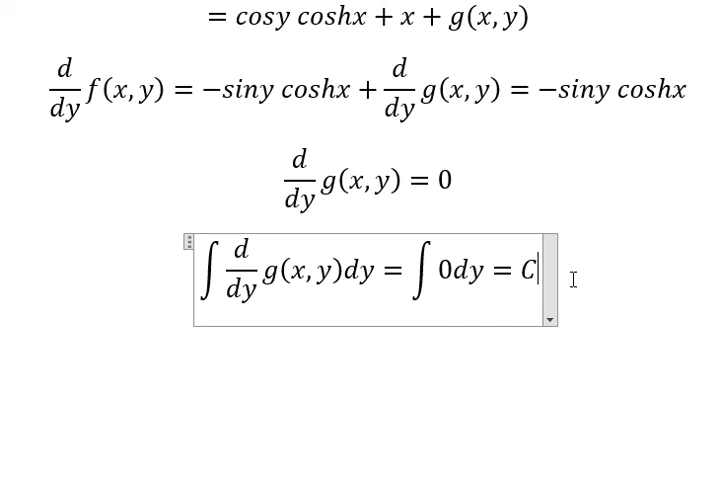 = cosy coshx + x + g(x, y)
d/dy f(x, y) = −siny coshx + d/dy g(x, y) = −siny coshx
d/dy g(x, y) = 0
∫ d/dy g(x, y)dy = ∫ 0dy = C